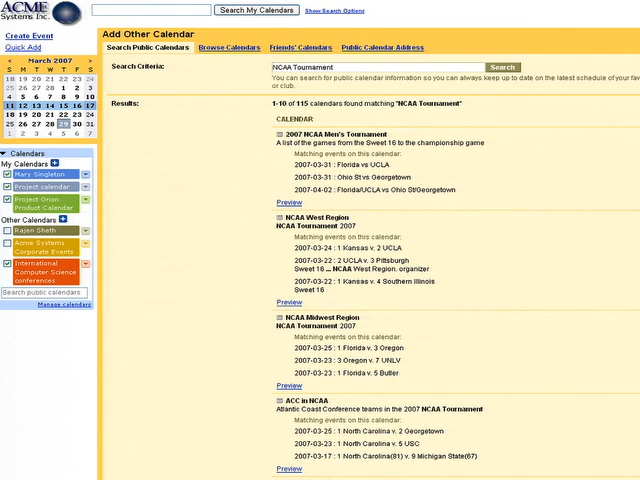 ACME
Systems Inc.
Search My Calendars
Show Search Options
Create Event
Quick Add
« March 2007 »
S M T W T F S
18 19 20 21 22 23 24
25 26 27 28 1 2 3
4 5 6 7 8 9 10
11 12 13 14 15 16 17
18 19 20 21 22 23 24
25 26 27 28 29 30 31
1 2 3 4 5 6 7
Calendars
My Calendars
Mary Singleton
Project calendar
Project Orion
Product Calendar
Other Calendars
Rajen Sheth
Acme Systems
Corporate Events
International
Computer Science
conferences
Search public calendars
Manage calendars
Add Other Calendar
Search Public Calendars Browse Calendars Friends' Calendars Public Calendar Address
Search Criteria: NCAA Tournament Search
You can search for public calendar information so you can always keep up to date on the latest schedule of your fav
or club.
Results: 1-10 of 115 calendars found matching "NCAA Tournament"
CALENDAR
2007 NCAA Men's Tournament
A list of the games from the Sweet 16 to the championship game
Matching events on this calendar:
2007-03-31 : Florida vs UCLA
2007-03-31 : Ohio St vs Georgetown
2007-04-02 : Florida/UCLA vs Ohio St/Georgetown
Preview
NCAA West Region
NCAA Tournament 2007
Matching events on this calendar:
2007-03-24 : 1 Kansas v. 2 UCLA
2007-03-22 : 2 UCLA v. 3 Pittsburgh
Sweet 16 ... NCAA West Region. organizer
2007-03-22 : 1 Kansas v. 4 Southern Illinois
Sweet 16
Preview
NCAA Midwest Region
NCAA Tournament 2007
Matching events on this calendar:
2007-03-25 : 1 Florida v. 3 Oregon
2007-03-23 : 3 Oregon v. 7 UNLV
2007-03-23 : 1 Florida v. 5 Butler
Preview
ACC in NCAA
Atlantic Coast Conference teams in the 2007 NCAA Tournament
Matching events on this calendar:
2007-03-25 : 1 North Carolina v. 2 Georgetown
2007-03-23 : 1 North Carolina v. 5 USC
2007-03-17 : 1 North Carolina(81) v. 9 Michigan State(67)
Preview